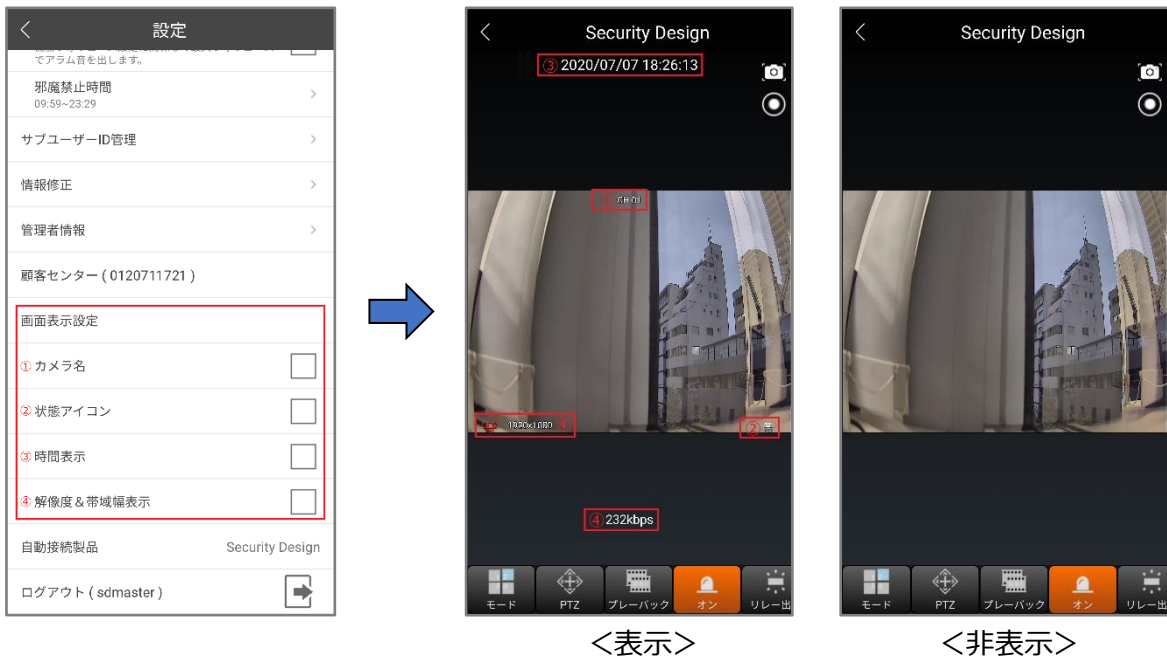 設定
でアラム音を出します。
邪魔禁止時間
09:59~23:29
サブユーザーID管理
情報修正
管理者情報
顧客センター ( 0120711721 )
画面表示設定
① カメラ名
② 状態アイコン
③ 時間表示
④ 解像度＆帯域幅表示
自動接続製品 Security Design
ログアウト ( sdmaster )
Security Design
③ 2020/07/07 18:26:13
① CH 01
④
②
④ 232kbps
モード PTZ プレーバック オン リレー出
＜表示＞
Security Design
モード PTZ プレーバック オン リレー出
＜非表示＞